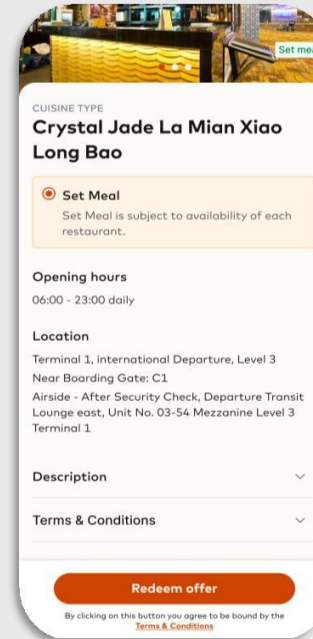 Set mea
CUISINE TYPE
Crystal Jade La Mian Xiao
Long Bao
Set Meal
Set Meal is subject to availability of each
restaurant.
Opening hours
06:00 - 23:00 daily
Location
Terminal 1, international Departure, Level 3
Near Boarding Gate: C1
Airside - After Security Check, Departure Transit
Lounge east, Unit No. 03-54 Mezzanine Level 3
Terminal 1
Description
Terms & Conditions
Redeem offer
By clicking on this button you agree to be bound by the
Terms & Conditions